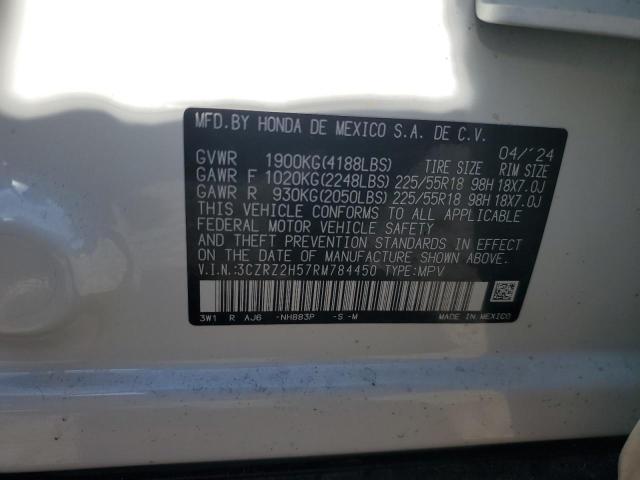 MFD.BY HONDA DE MEXICO S.A. DE C.V.
04/'24
GVWR 1900KG(4188LBS) TIRE SIZE RIM SIZE
GAWR F 1020KG(2248LBS) 225/55R18 98H 18X7.0J
GAWR R 930KG(2050LBS) 225/55R18 98H 18X7.0J
THIS VEHICLE CONFORMS TO ALL APPLICABLE
FEDERAL MOTOR VEHICLE SAFETY
AND THEFT PREVENTION STANDARDS IN EFFECT
ON THE DATE OF MANUFACTURE SHOWN ABOVE.
V.I.N.:3CZRZ2H57RM784450 TYPE:MPV
3W1 R AJ6 -NH883P -S -M MADE IN MEXICO